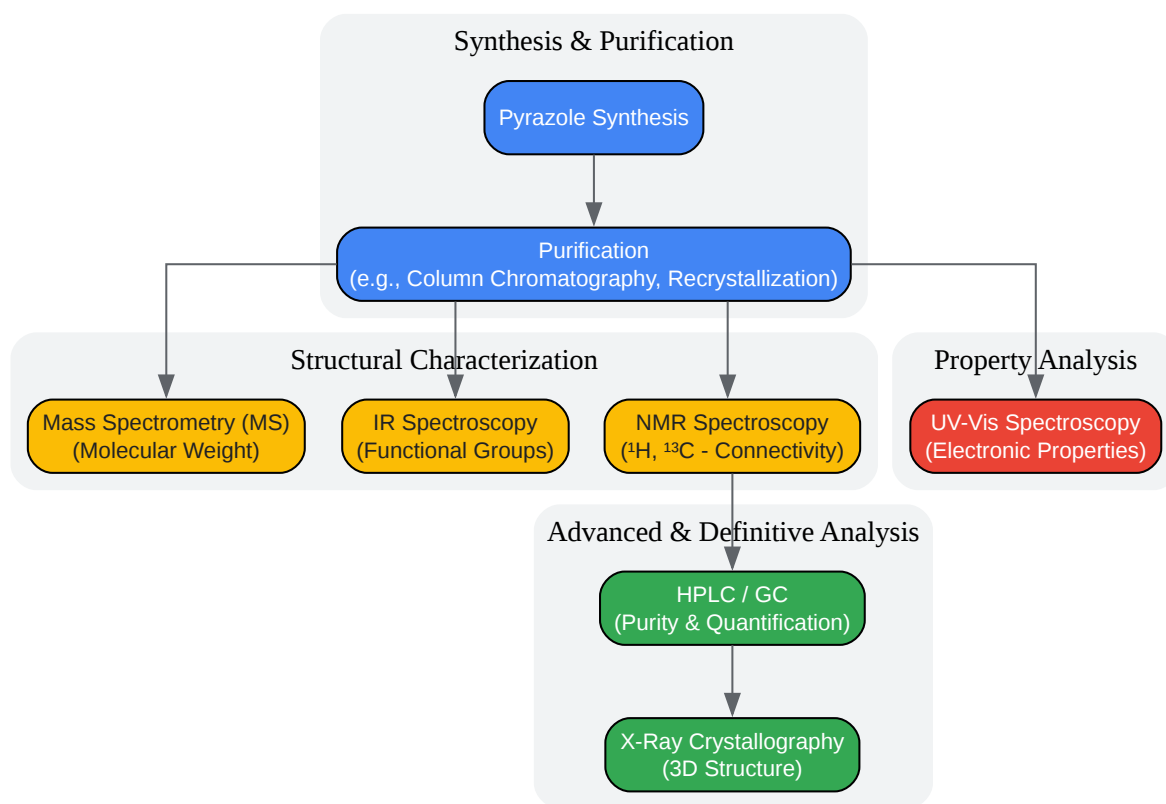 Synthesis & Purification
Pyrazole Synthesis
Purification
(e.g., Column Chromatography, Recrystallization)
Structural Characterization
Property Analysis
Mass Spectrometry (MS)
(Molecular Weight)
IR Spectroscopy
(Functional Groups)
NMR Spectroscopy
(¹H, ¹³C - Connectivity)
UV-Vis Spectroscopy
(Electronic Properties)
Advanced & Definitive Analysis
HPLC / GC
(Purity & Quantification)
X-Ray Crystallography
(3D Structure)